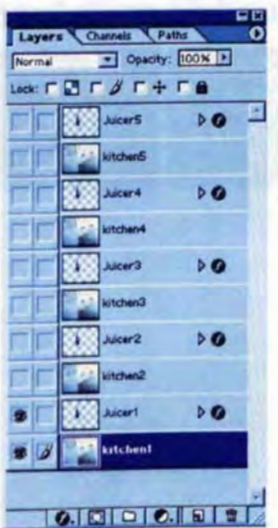 Layers Channels Paths
Normal Opacity: 100%
Lock:
Juicer5
kitchen5
Juicer4
kitchen4
Juicer3
kitchen3
Juicer2
kitchen2
Juicer1
kitchen1